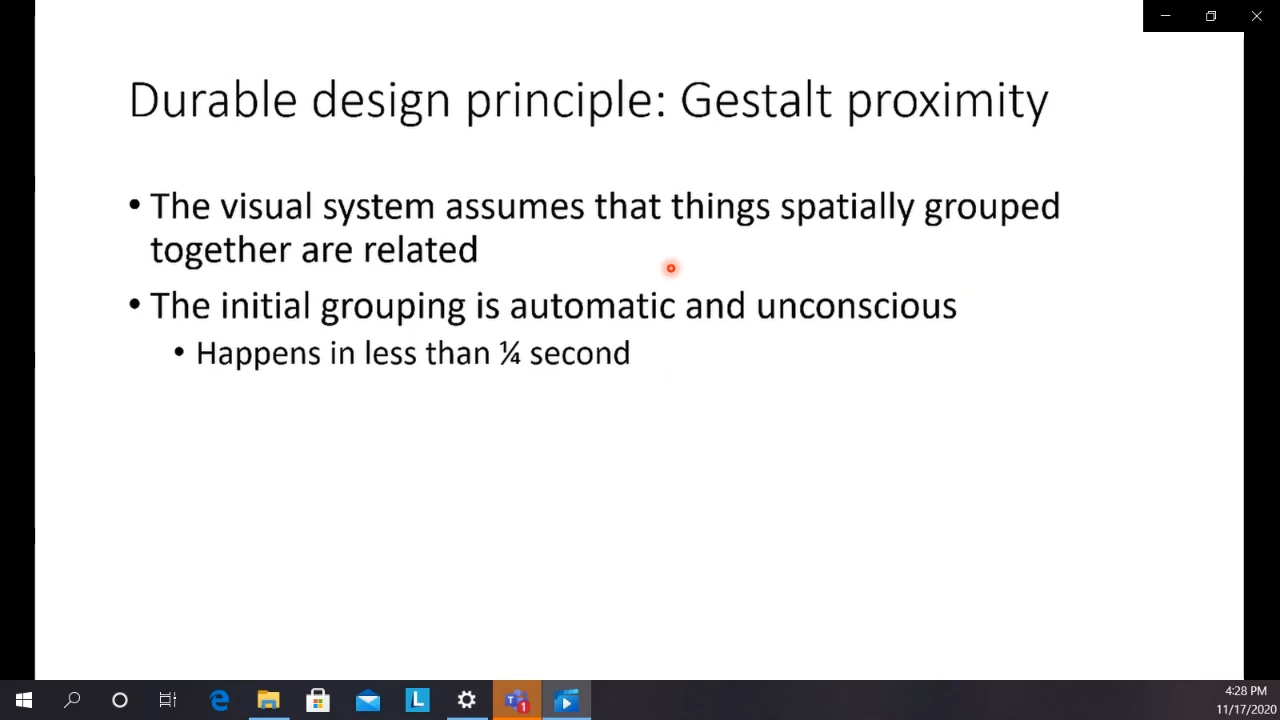 Durable design principle: Gestalt proximity
• The visual system assumes that things spatially grouped
together are related
• The initial grouping is automatic and unconscious
• Happens in less than ¼ second
L
T
1
4:28 PM
11/17/2020